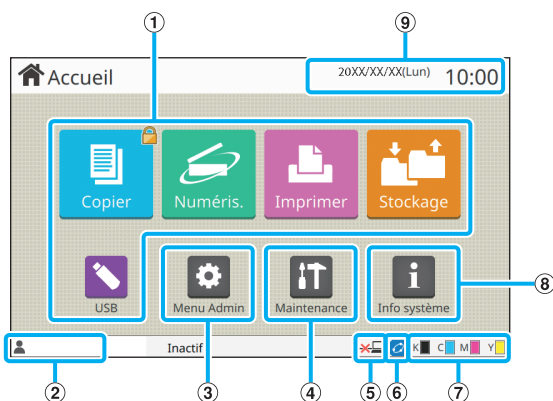 ① ⑨
Accueil 20XX/XX/XX(Lun) 10:00
Copier Numéris. Imprimer Stockage
USB Menu Admin Maintenance Info système
⑧
Inactif K C M Y
② ③ ④ ⑤ ⑥ ⑦